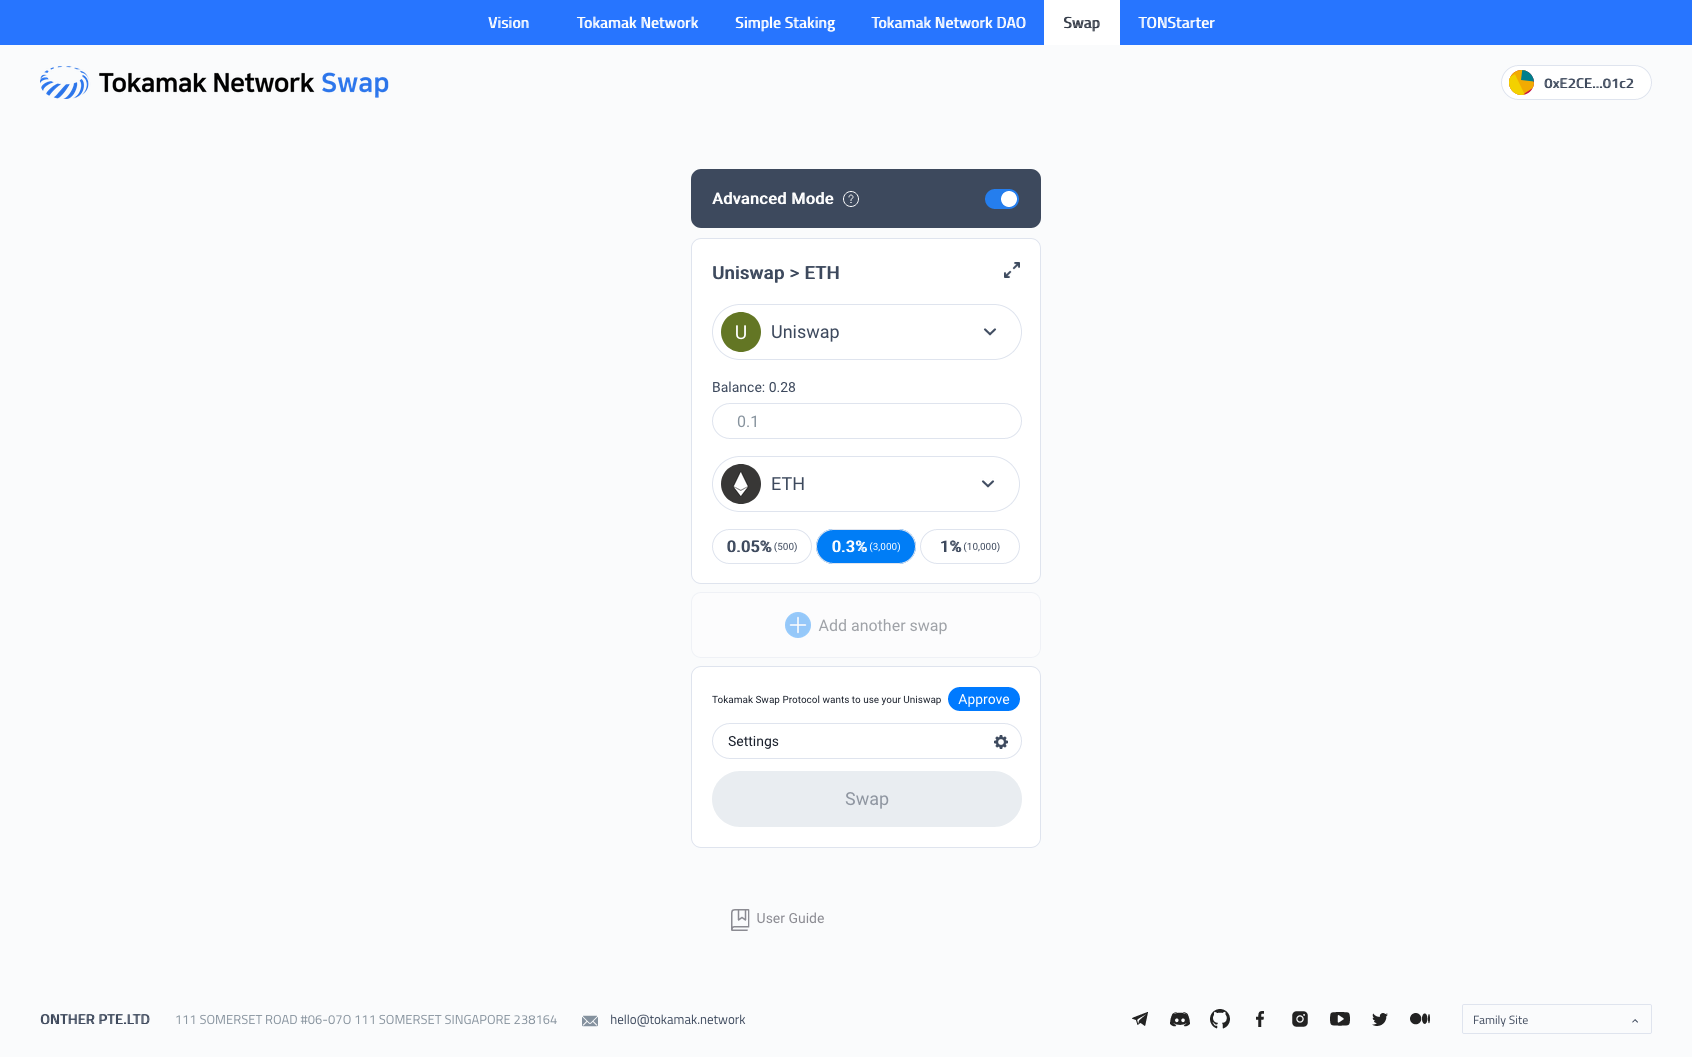 Vision Tokamak Network Simple Staking Tokamak Network DAO Swap TONStarter
Tokamak Network Swap
0xE2CE...01c2
Advanced Mode ?
Uniswap > ETH
U Uniswap
Balance: 0.28
0.1
ETH
0.05% (500) 0.3% (3,000) 1% (10,000)
Add another swap
Tokamak Swap Protocol wants to use your Uniswap Approve
Settings
Swap
User Guide
ONTHER PTE.LTD 111 SOMERSET ROAD #06-07O 111 SOMERSET SINGAPORE 238164 hello@tokamak.network Family Site